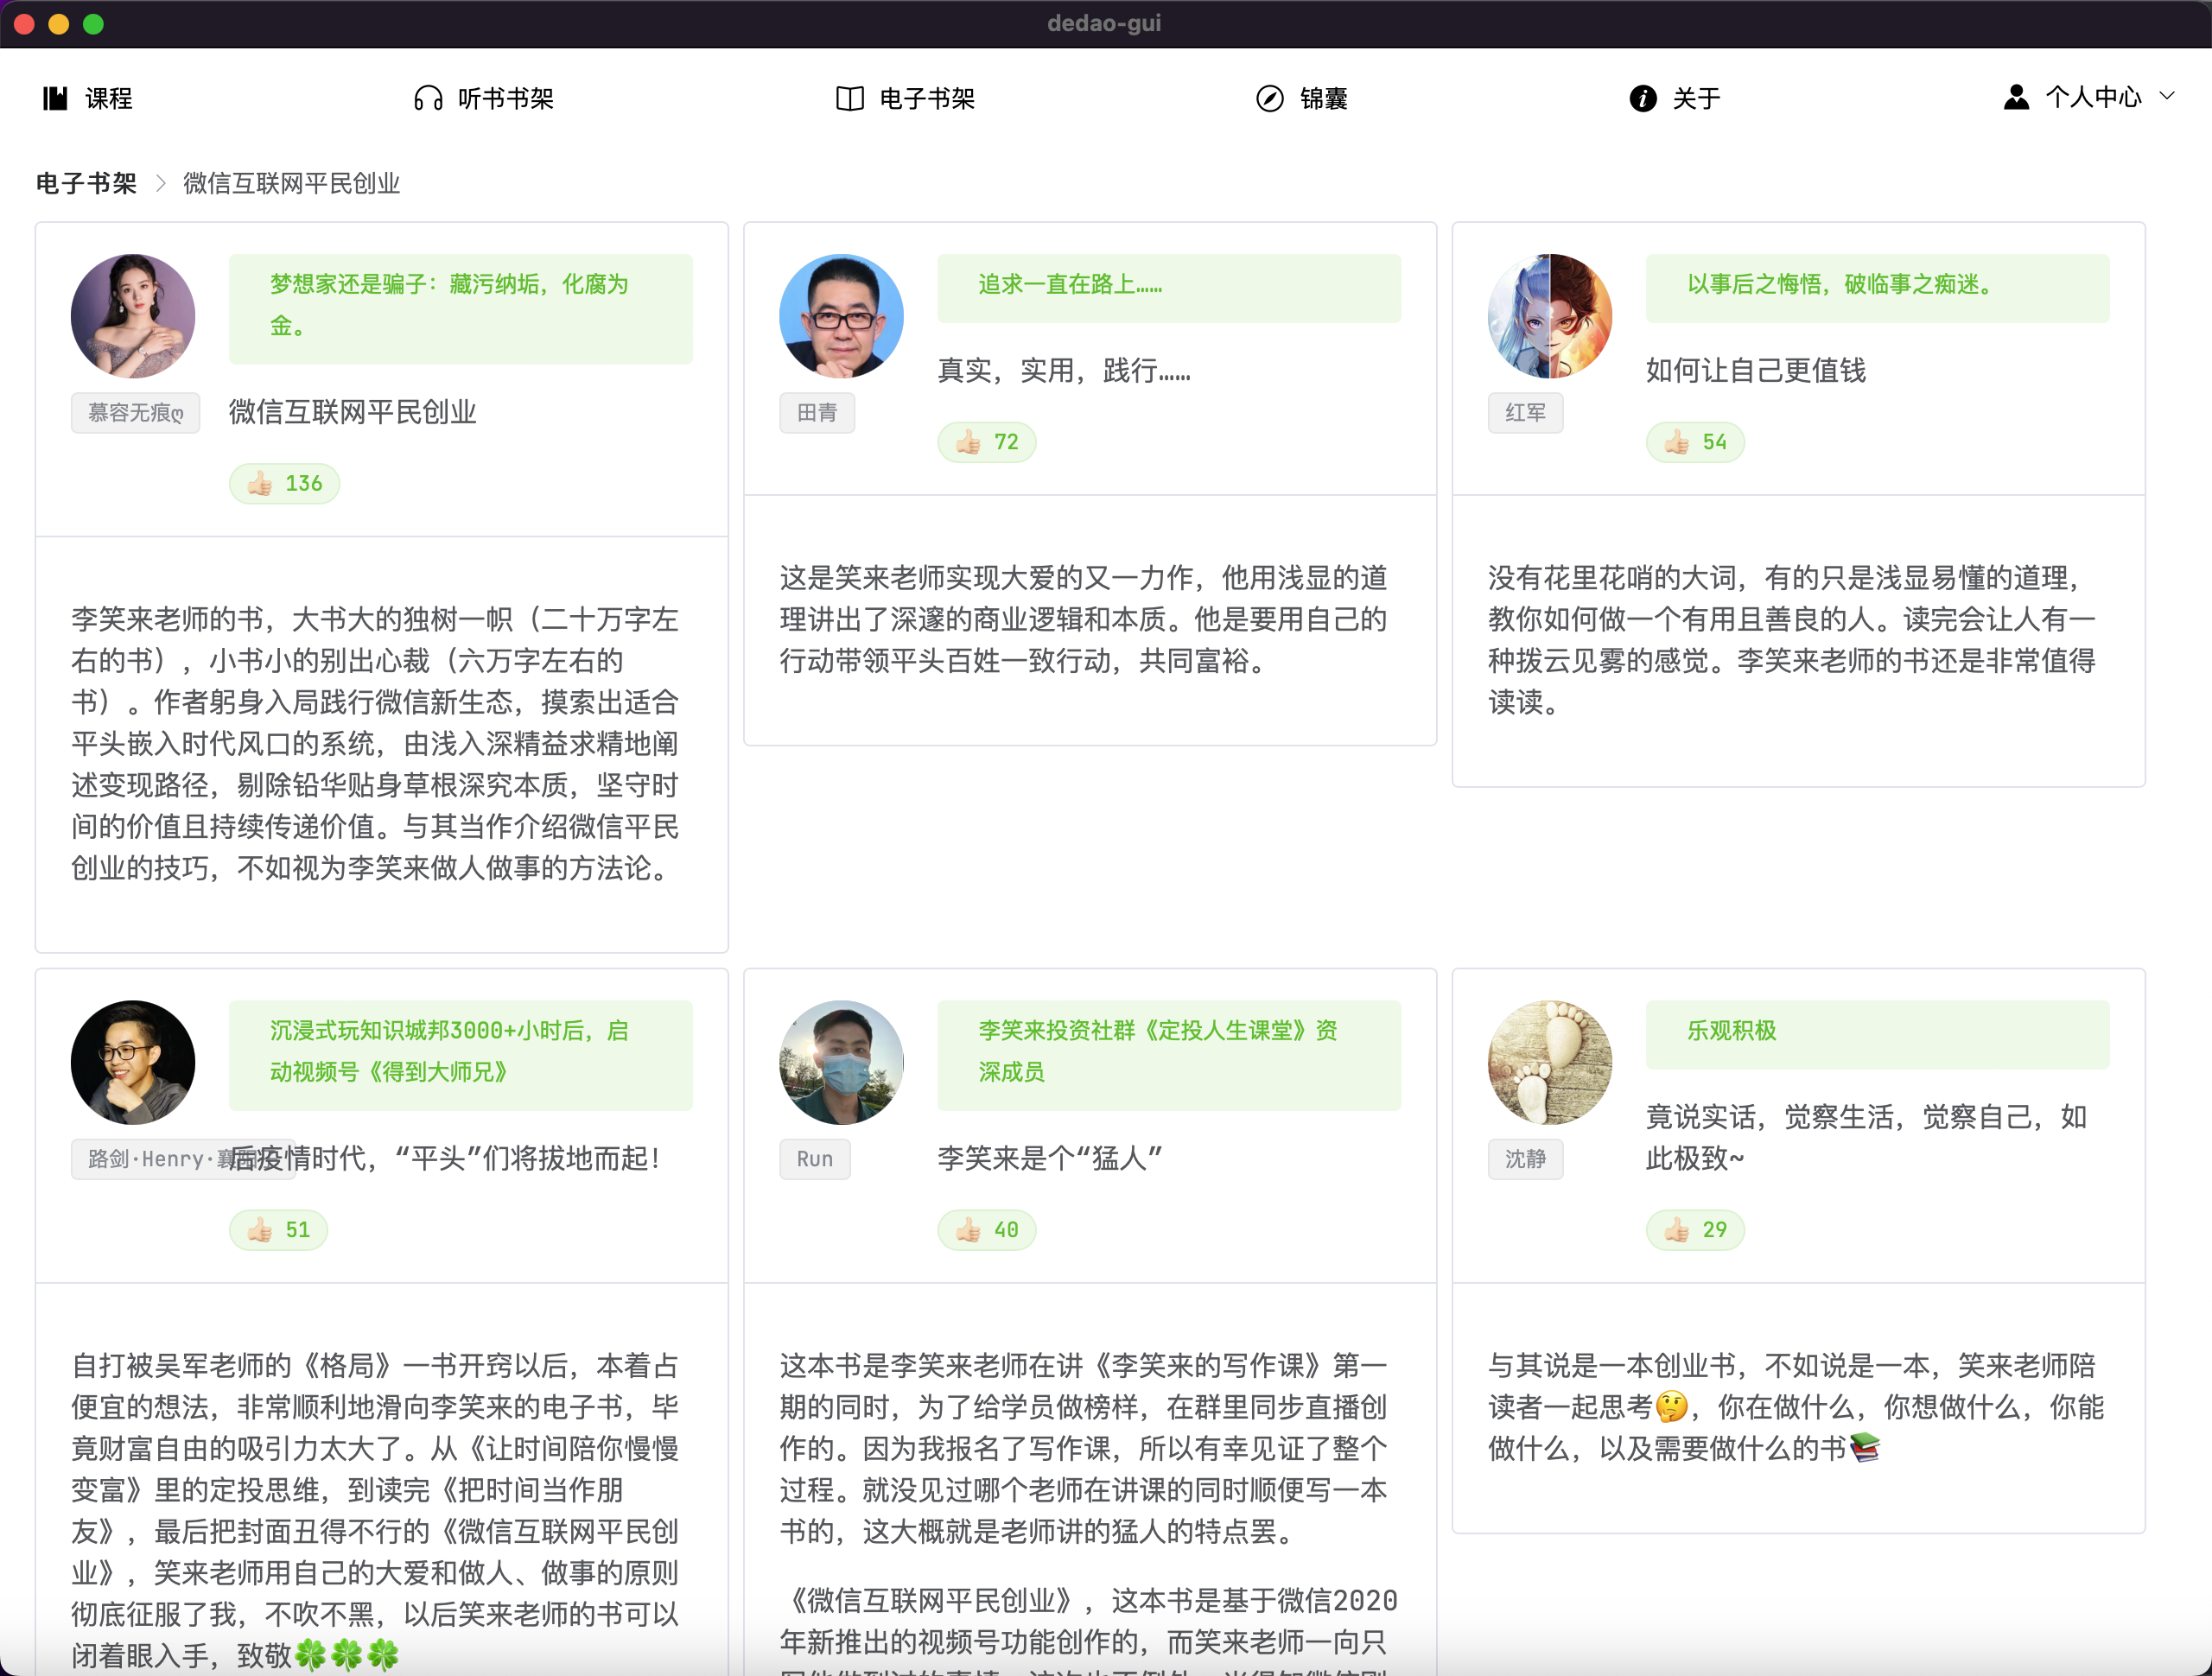 dedao-gui
课程
听书书架
电子书架
锦囊
关于
个人中心
电子书架 > 微信互联网平民创业
梦想家还是骗子：藏污纳垢，化腐为
金。
慕容无痕ღ
微信互联网平民创业
👍🏻 136
李笑来老师的书，大书大的独树一帜（二十万字左
右的书），小书小的别出心裁（六万字左右的
书）。作者躬身入局践行微信新生态，摸索出适合
平头嵌入时代风口的系统，由浅入深精益求精地阐
述变现路径，剔除铅华贴身草根深究本质，坚守时
间的价值且持续传递价值。与其当作介绍微信平民
创业的技巧，不如视为李笑来做人做事的方法论。
追求一直在路上……
田青
真实，实用，践行……
👍🏻 72
这是笑来老师实现大爱的又一力作，他用浅显的道
理讲出了深邃的商业逻辑和本质。他是要用自己的
行动带领平头百姓一致行动，共同富裕。
以事后之悔悟，破临事之痴迷。
红军
如何让自己更值钱
👍🏻 54
没有花里花哨的大词，有的只是浅显易懂的道理，
教你如何做一个有用且善良的人。读完会让人有一
种拨云见雾的感觉。李笑来老师的书还是非常值得
读读。
沉浸式玩知识城邦3000+小时后，启
动视频号《得到大师兄》
路剑·Henry·襄
后疫情时代，“平头”们将拔地而起！
👍🏻 51
自打被吴军老师的《格局》一书开窍以后，本着占
便宜的想法，非常顺利地滑向李笑来的电子书，毕
竟财富自由的吸引力太大了。从《让时间陪你慢慢
变富》里的定投思维，到读完《把时间当作朋
友》，最后把封面丑得不行的《微信互联网平民创
业》，笑来老师用自己的大爱和做人、做事的原则
彻底征服了我，不吹不黑，以后笑来老师的书可以
闭着眼入手，致敬🍀🍀🍀
李笑来投资社群《定投人生课堂》资
深成员
Run
李笑来是个“猛人”
👍🏻 40
这本书是李笑来老师在讲《李笑来的写作课》第一
期的同时，为了给学员做榜样，在群里同步直播创
作的。因为我报名了写作课，所以有幸见证了整个
过程。就没见过哪个老师在讲课的同时顺便写一本
书的，这大概就是老师讲的猛人的特点罢。
《微信互联网平民创业》，这本书是基于微信2020
年新推出的视频号功能创作的，而笑来老师一向只
乐观积极
沈静
竟说实话，觉察生活，觉察自己，如
此极致~
👍🏻 29
与其说是一本创业书，不如说是一本，笑来老师陪
读者一起思考🤔，你在做什么，你想做什么，你能
做什么，以及需要做什么的书📚